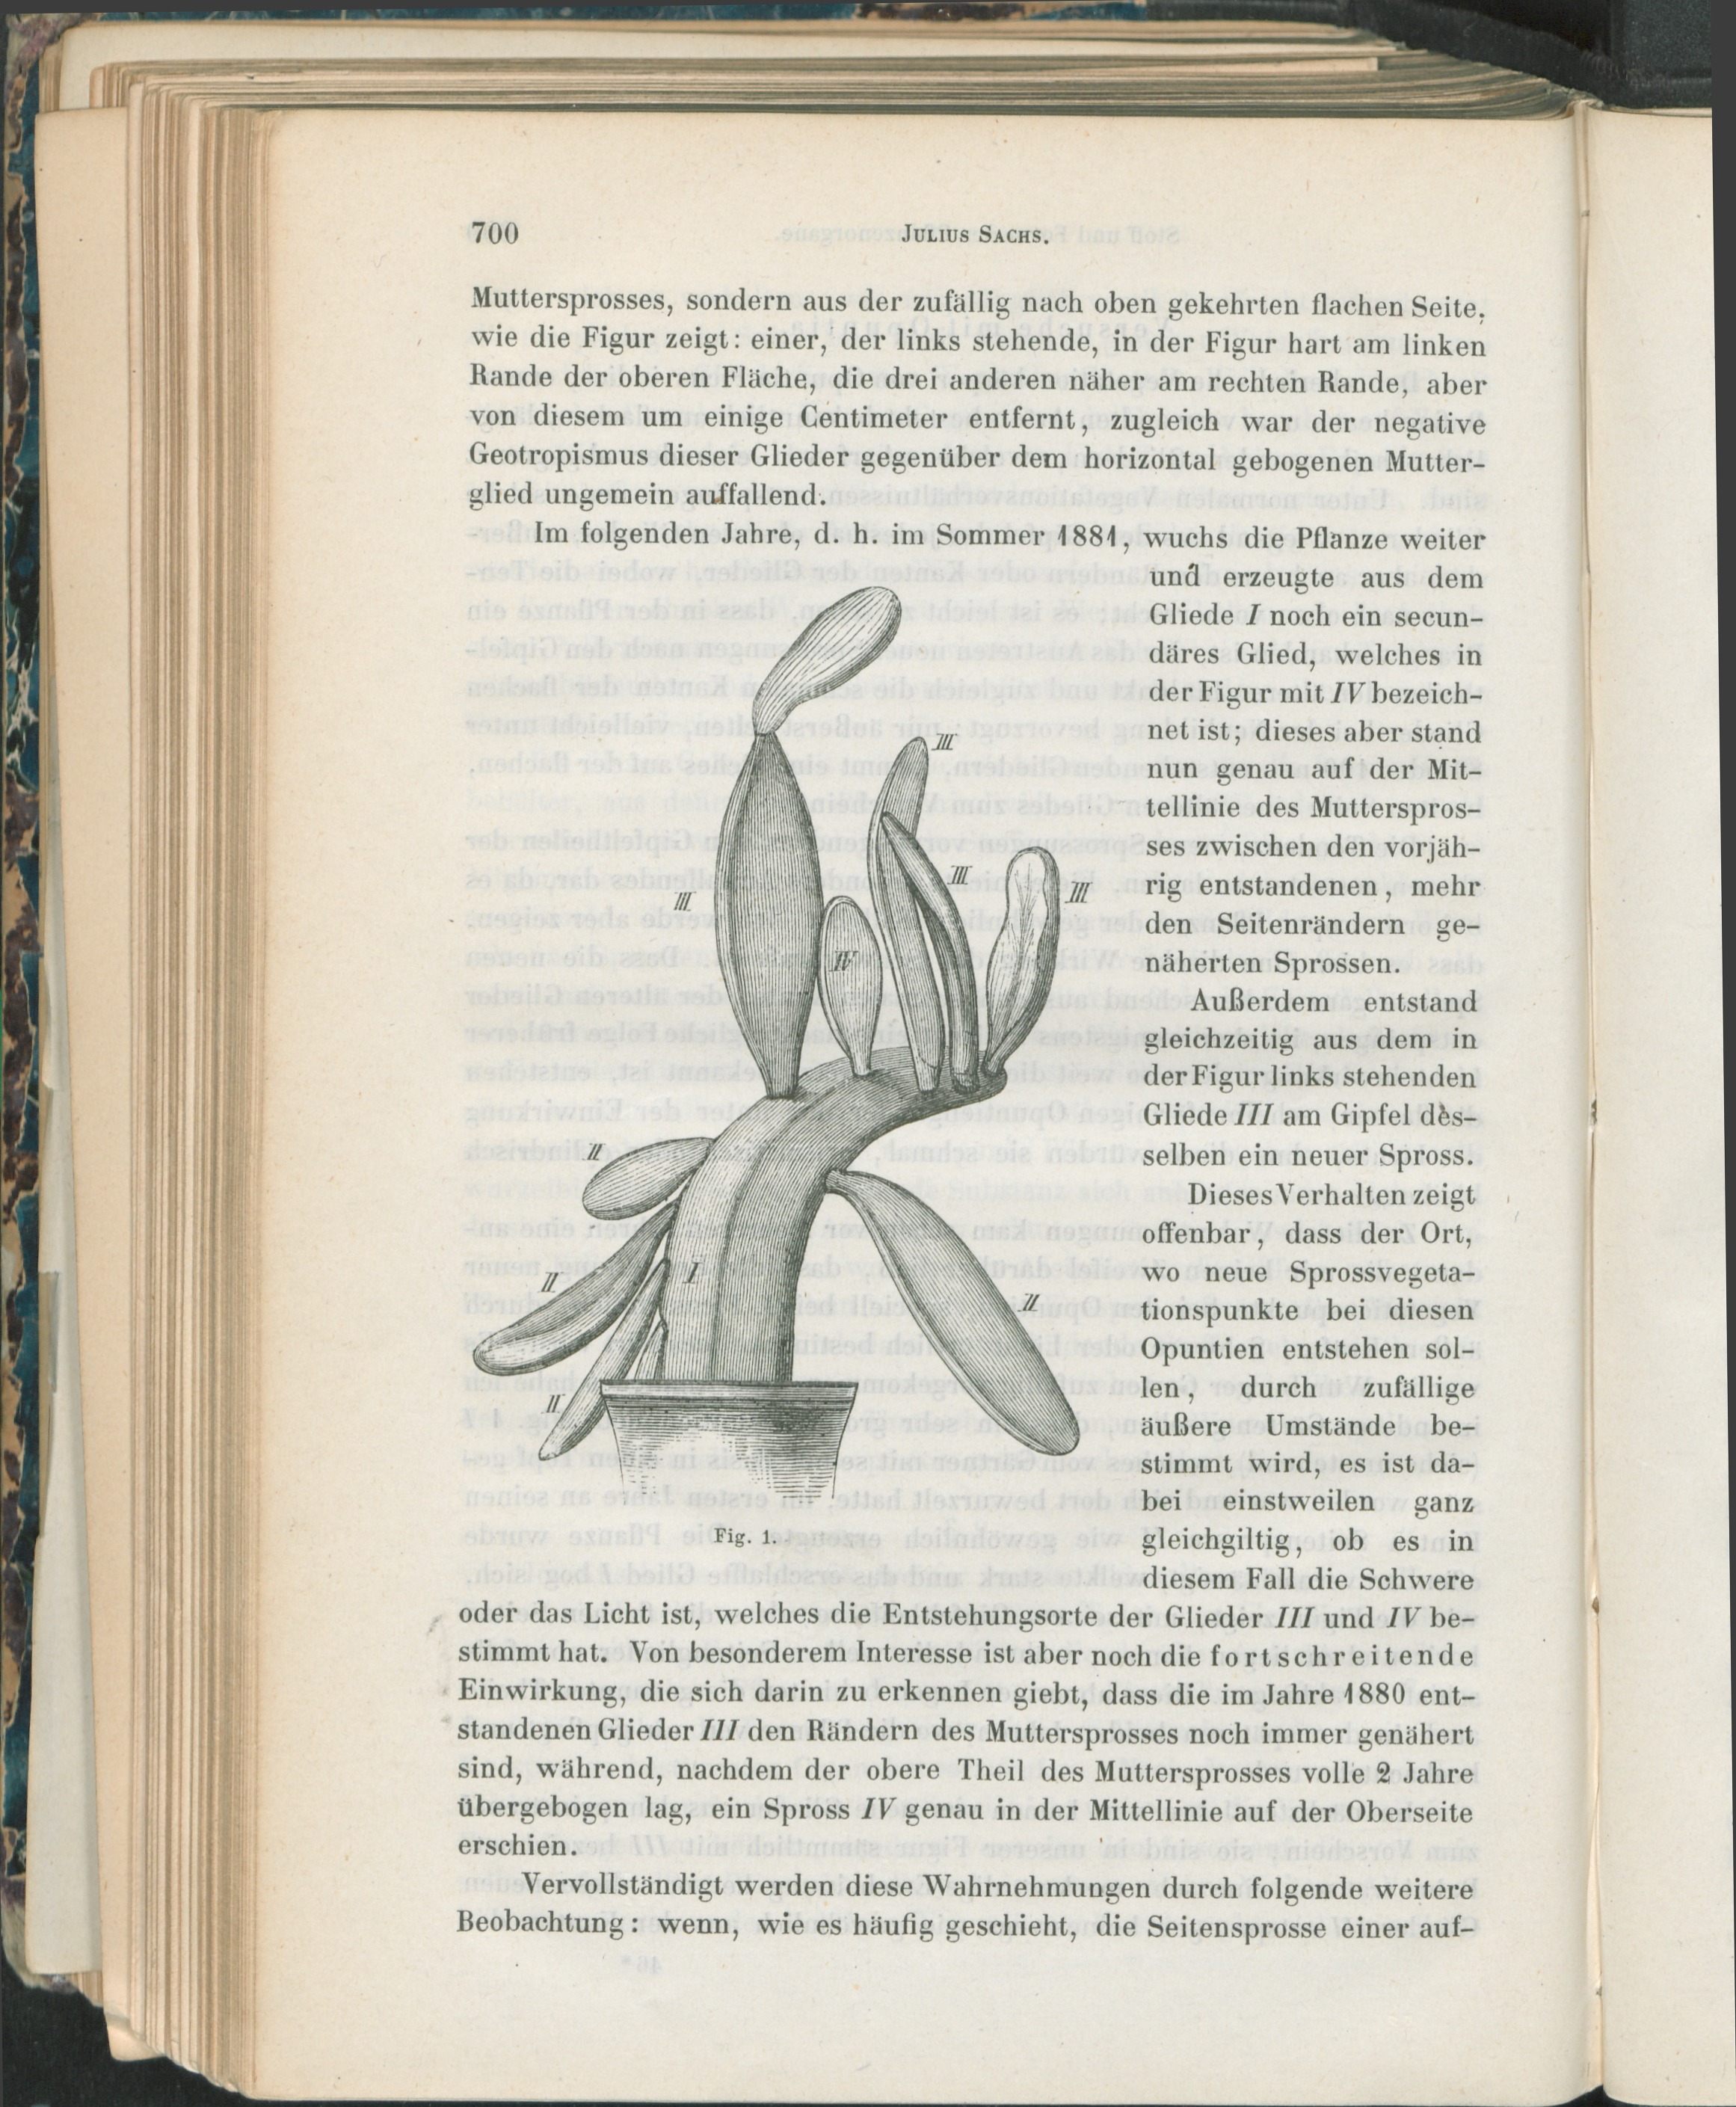 700
JULIUS SACHS.
Muttersprosses, sondern aus der zufällig nach oben gekehrten flachen Seite,
wie die Figur zeigt: einer, der links stehende, in der Figur hart am linken
Rande der oberen Fläche, die drei anderen näher am rechten Rande, aber
von diesem um einige Centimeter entfernt, zugleich war der negative
Geotropismus dieser Glieder gegenüber dem horizontal gebogenen Mutter-
glied ungemein auffallend.
Im folgenden Jahre, d. h. im Sommer 1881, wuchs die Pflanze weiter
und erzeugte aus dem
Gliede I noch ein secun-
däres Glied, welches in
der Figur mit IV bezeich-
net ist; dieses aber stand
nun genau auf der Mit-
tellinie des Mutterspros-
ses zwischen den vorjäh-
rig entstandenen, mehr
den Seitenrändern ge-
näherten Sprossen.
Außerdem entstand
gleichzeitig aus dem in
der Figur links stehenden
Gliede III am Gipfel des-
selben ein neuer Spross.
Dieses Verhalten zeigt
offenbar, dass der Ort,
wo neue Sprossvegeta-
tionspunkte bei diesen
Opuntien entstehen sol-
len, durch zufällige
äußere Umstände be-
stimmt wird, es ist da-
bei einstweilen ganz
gleichgiltig, ob es in
diesem Fall die Schwere
III
III
III
III
IV
II
II
I
II
II
Fig. 1.
oder das Licht ist, welches die Entstehungsorte der Glieder III und IV be-
stimmt hat. Von besonderem Interesse ist aber noch die fortschreitende
Einwirkung, die sich darin zu erkennen giebt, dass die im Jahre 1880 ent-
standenen Glieder III den Rändern des Muttersprosses noch immer genähert
sind, während, nachdem der obere Theil des Muttersprosses volle 2 Jahre
übergebogen lag, ein Spross IV genau in der Mittellinie auf der Oberseite
erschien.
Vervollständigt werden diese Wahrnehmungen durch folgende weitere
Beobachtung: wenn, wie es häufig geschieht, die Seitensprosse einer auf-